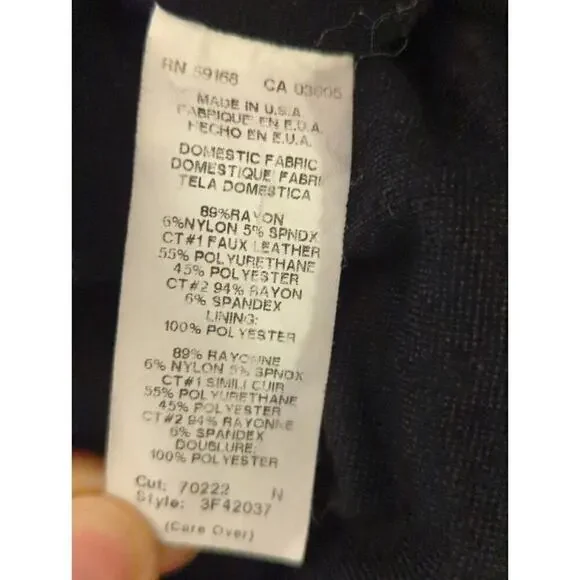 RN 59168 CA 03005
MADE IN U.S.A.
FABRIQUE EN E.U.A.
HECHO EN E.U.A.
DOMESTIC FABRIC
DOMESTIQUE FABRI
TELA DOMESTICA
89% RAYON
6% NYLON 5% SPNDX
CT#1 FAUX LEATHER
55% POLYURETHANE
45% POLYESTER
CT#2 94% RAYON
6% SPANDEX
LINING:
100% POLYESTER
89% RAYONNE
6% NYLON 5% SPNDX
CT#1 SIMILI CUIR
55% POLYURETHANE
45% POLYESTER
CT#2 94% RAYONNE
6% SPANDEX
DOUBLURE:
100% POLYESTER
Cut: 70222 N
Style: 3F42037
(Care Over)